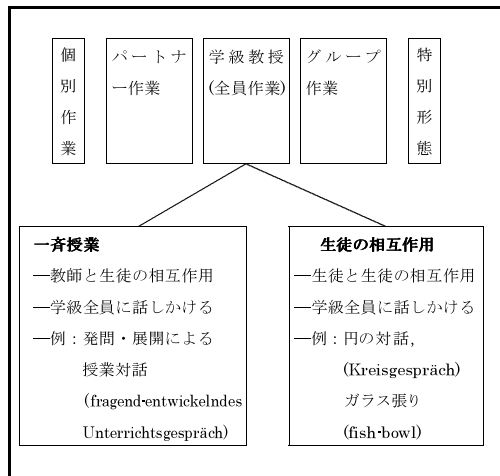 個別作業
パートナ
ー作業
学級教授
(全員作業)
グループ
作業
特別形態
一斉授業
―教師と生徒の相互作用
―学級全員に話しかける
―例：発問・展開による
授業対話
(fragend-entwickelndes
Unterrichtsgespräch)
生徒の相互作用
―生徒と生徒の相互作用
―学級全員に話しかける
―例：円の対話,
(Kreisgespräch)
ガラス張り
(fish-bowl)